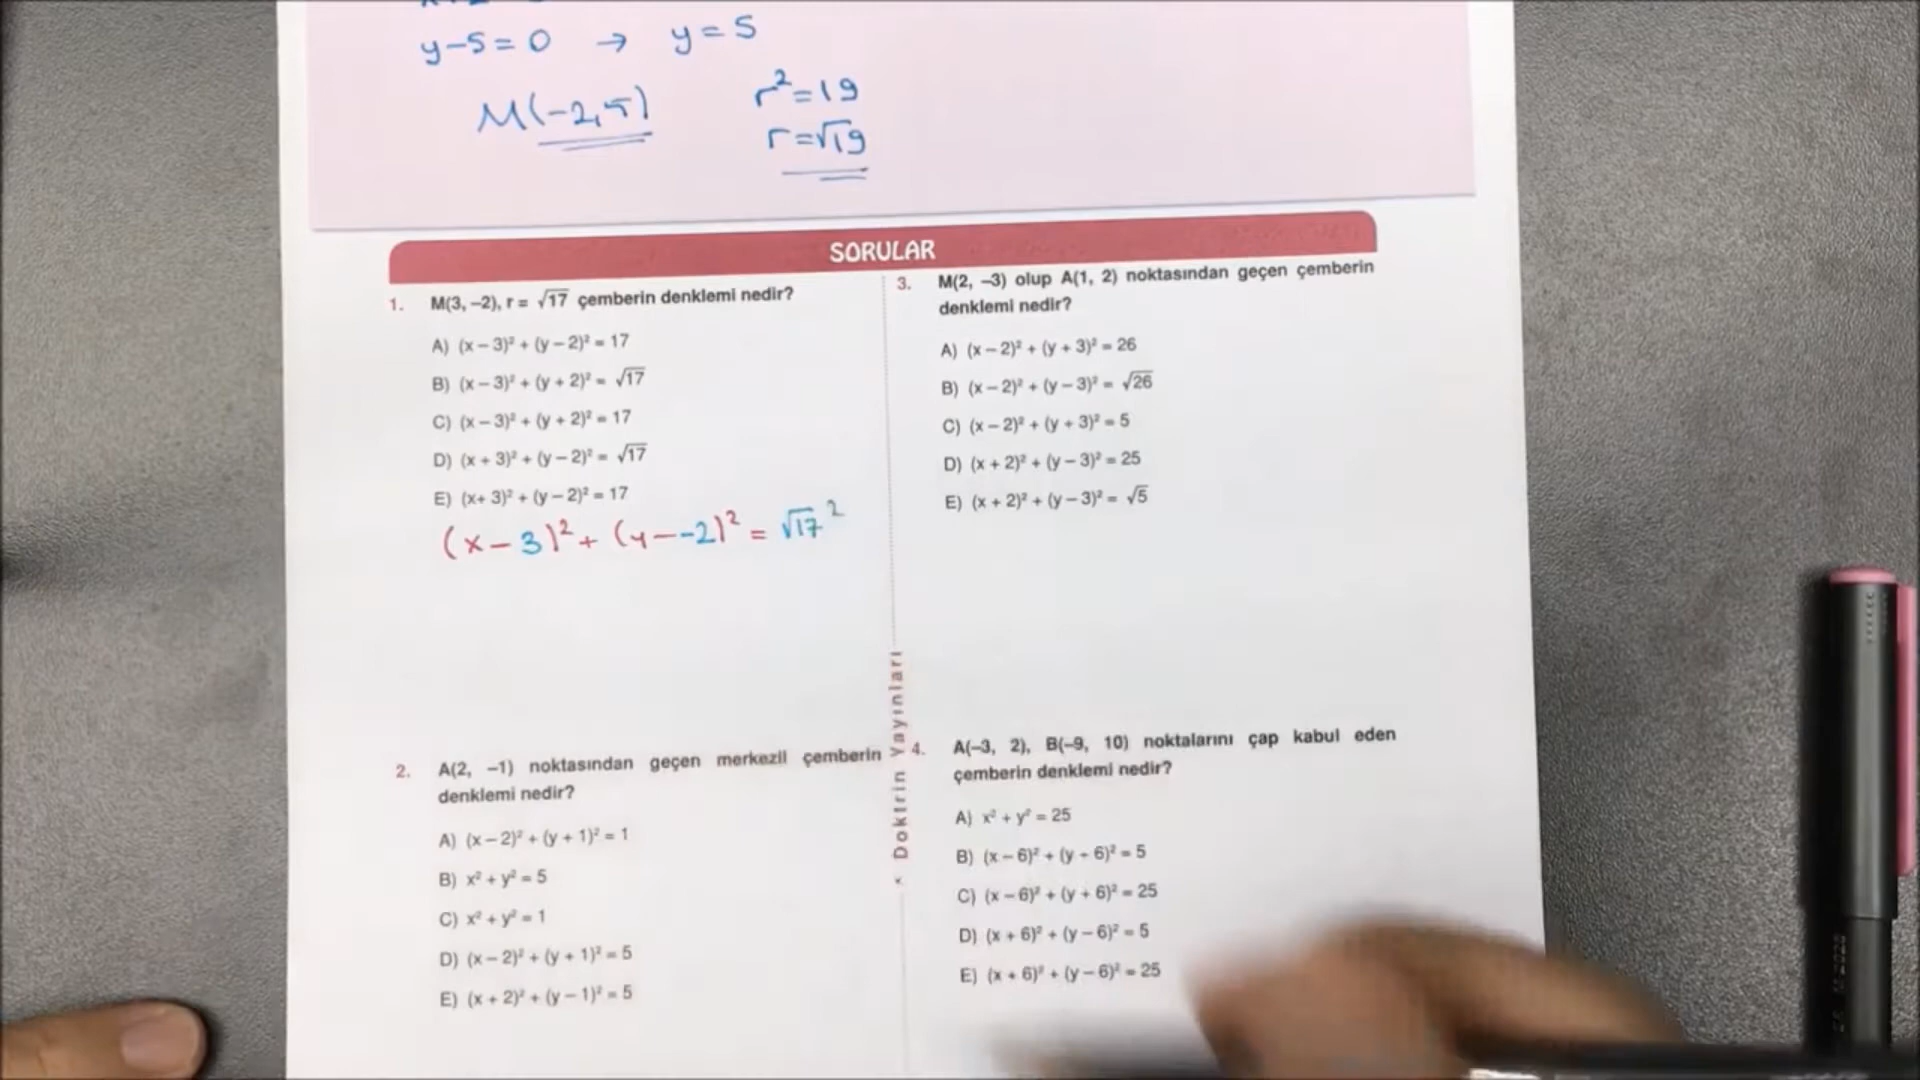 y-5=0 → y=5
M(-2,5)
r²=19
r=√19
SORULAR
1. M(3, –2), r = √17 çemberin denklemi nedir?
A) (x – 3)² + (y – 2)² = 17
B) (x – 3)² + (y + 2)² = √17
C) (x – 3)² + (y + 2)² = 17
D) (x + 3)² + (y – 2)² = √17
E) (x+ 3)² + (y – 2)² = 17
(x-3)²+(y--2)²=√17²
2. A(2, –1) noktasından geçen merkezil çemberin
denklemi nedir?
A) (x – 2)² + (y + 1)² = 1
B) x² + y² = 5
C) x² + y² = 1
D) (x – 2)² + (y + 1)² = 5
E) (x + 2)² + (y – 1)² = 5
Doktrin Yayınları
3. M(2, –3) olup A(1, 2) noktasından geçen çemberin
denklemi nedir?
A) (x – 2)² + (y + 3)² = 26
B) (x – 2)² + (y – 3)² = √26
C) (x – 2)² + (y + 3)² = 5
D) (x + 2)² + (y – 3)² = 25
E) (x + 2)² + (y – 3)² = √5
4. A(–3, 2), B(–9, 10) noktalarını çap kabul eden
çemberin denklemi nedir?
A) x² + y² = 25
B) (x – 6)² + (y + 6)² = 5
C) (x – 6)² + (y + 6)² = 25
D) (x + 6)² + (y – 6)² = 5
E) (x + 6)² + (y – 6)² = 25